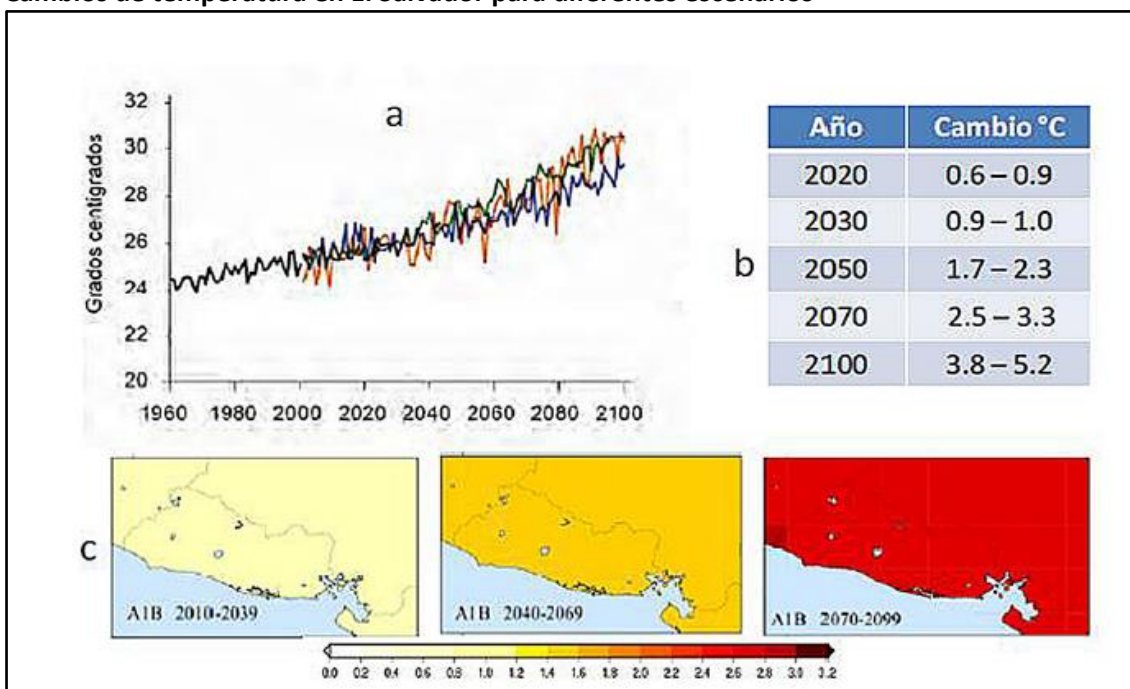 Cambios de temperatura en El Salvador para diferentes escenarios
a
Grados centigrados
32
30
28
26
24
22
20
1960 1980 2000 2020 2040 2060 2080 2100
b
Año Cambio °C
2020 0.6 – 0.9
2030 0.9 – 1.0
2050 1.7 – 2.3
2070 2.5 – 3.3
2100 3.8 – 5.2
c
A1B 2010-2039
A1B 2040-2069
A1B 2070-2099
0.0 0.2 0.4 0.6 0.8 1.0 1.2 1.4 1.6 1.8 2.0 2.2 2.4 2.6 2.8 3.0 3.2